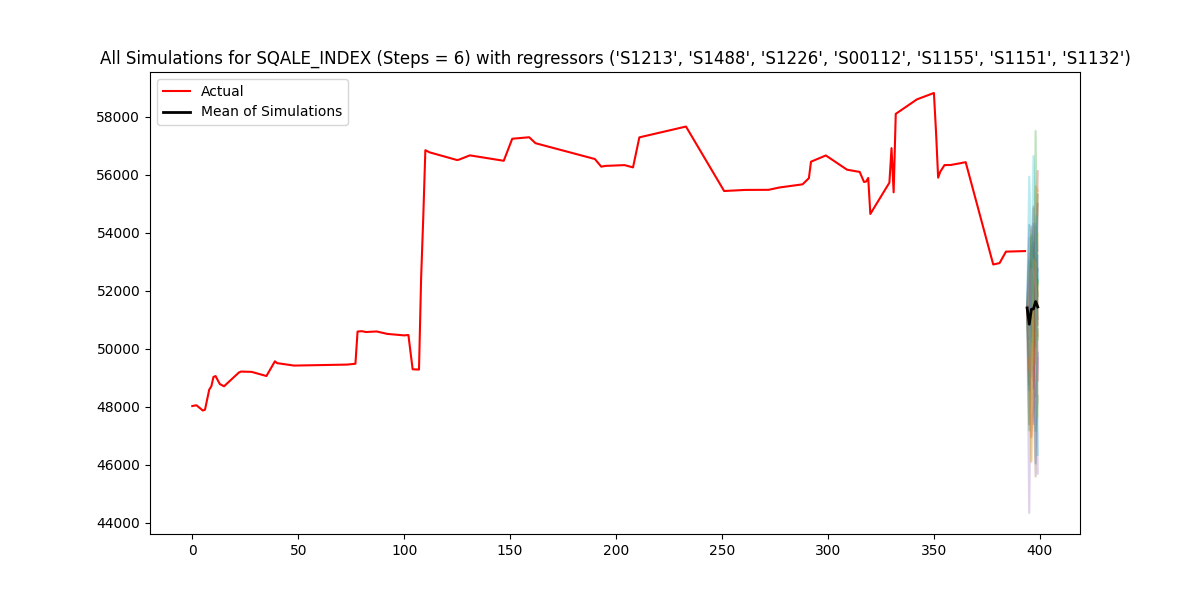 All Simulations for SQALE_INDEX (Steps = 6) with regressors ('S1213', 'S1488', 'S1226', 'S00112', 'S1155', 'S1151', 'S1132')
Actual
Mean of Simulations
58000
56000
54000
52000
50000
48000
46000
44000
0 50 100 150 200 250 300 350 400